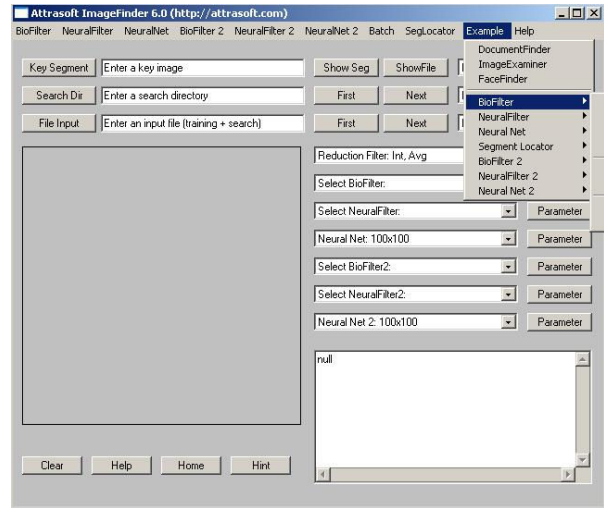 Attrasoft ImageFinder 6.0 (http://attrasoft.com)
BioFilter NeuralFilter NeuralNet BioFilter 2 NeuralFilter 2 NeuralNet 2 Batch SegLocator Example Help
DocumentFinder
ImageExaminer
FaceFinder
BioFilter
NeuralFilter
Neural Net
Segment Locator
BioFilter 2
NeuralFilter 2
Neural Net 2
Key Segment Enter a key image Show Seg ShowFile
Search Dir Enter a search directory First Next
File Input Enter an input file (training + search) First Next
Reduction Filter: Int, Avg
Select BioFilter:
Select NeuralFilter: Parameter
Neural Net: 100x100 Parameter
Select BioFilter2: Parameter
Select NeuralFilter2: Parameter
Neural Net 2: 100x100 Parameter
null
Clear Help Home Hint